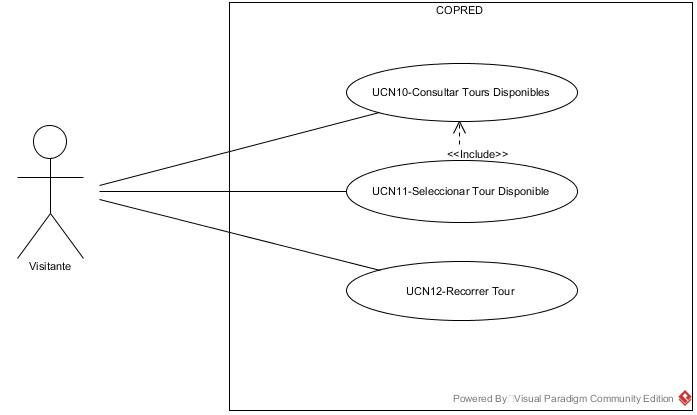 COPRED
UCN10-Consultar Tours Disponibles
<<Include>>
UCN11-Seleccionar Tour Disponible
UCN12-Recorrer Tour
Visitante
Powered By Visual Paradigm Community Edition